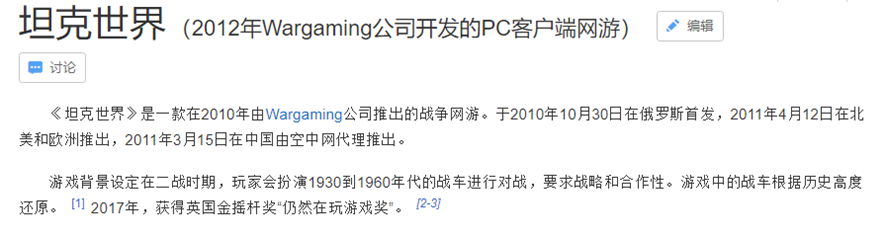 坦克世界（2012年Wargaming公司开发的PC客户端网游） 编辑
讨论
《坦克世界》是一款在2010年由Wargaming公司推出的战争网游。于2010年10月30日在俄罗斯首发，2011年4月12日在北
美和欧洲推出，2011年3月15日在中国由空中网代理推出。
游戏背景设定在二战时期，玩家会扮演1930到1960年代的战车进行对战，要求战略和合作性。游戏中的战车根据历史高度
还原。 [1] 2017年，获得英国金摇杆奖“仍然在玩游戏奖”。 [2-3]